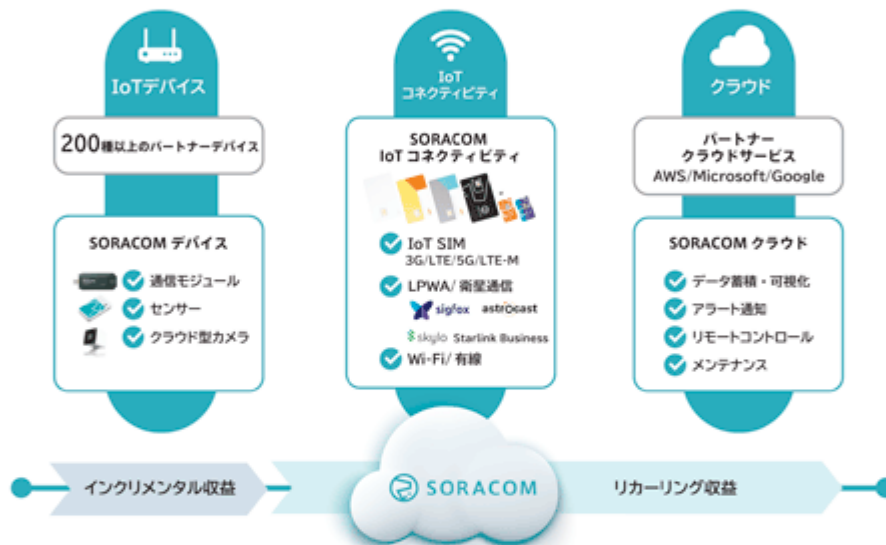 IoTデバイス
200種以上のパートナーデバイス
SORACOM デバイス
通信モジュール
センサー
クラウド型カメラ
IoT
コネクティビティ
SORACOM
IoT コネクティビティ
IoT SIM
3G/LTE/5G/LTE-M
LPWA/ 衛星通信
sigfox astrocast
skylo Starlink Business
Wi-Fi/ 有線
クラウド
パートナー
クラウドサービス
AWS/Microsoft/Google
SORACOM クラウド
データ蓄積・可視化
アラート通知
リモートコントロール
メンテナンス
インクリメンタル収益
SORACOM
リカーリング収益